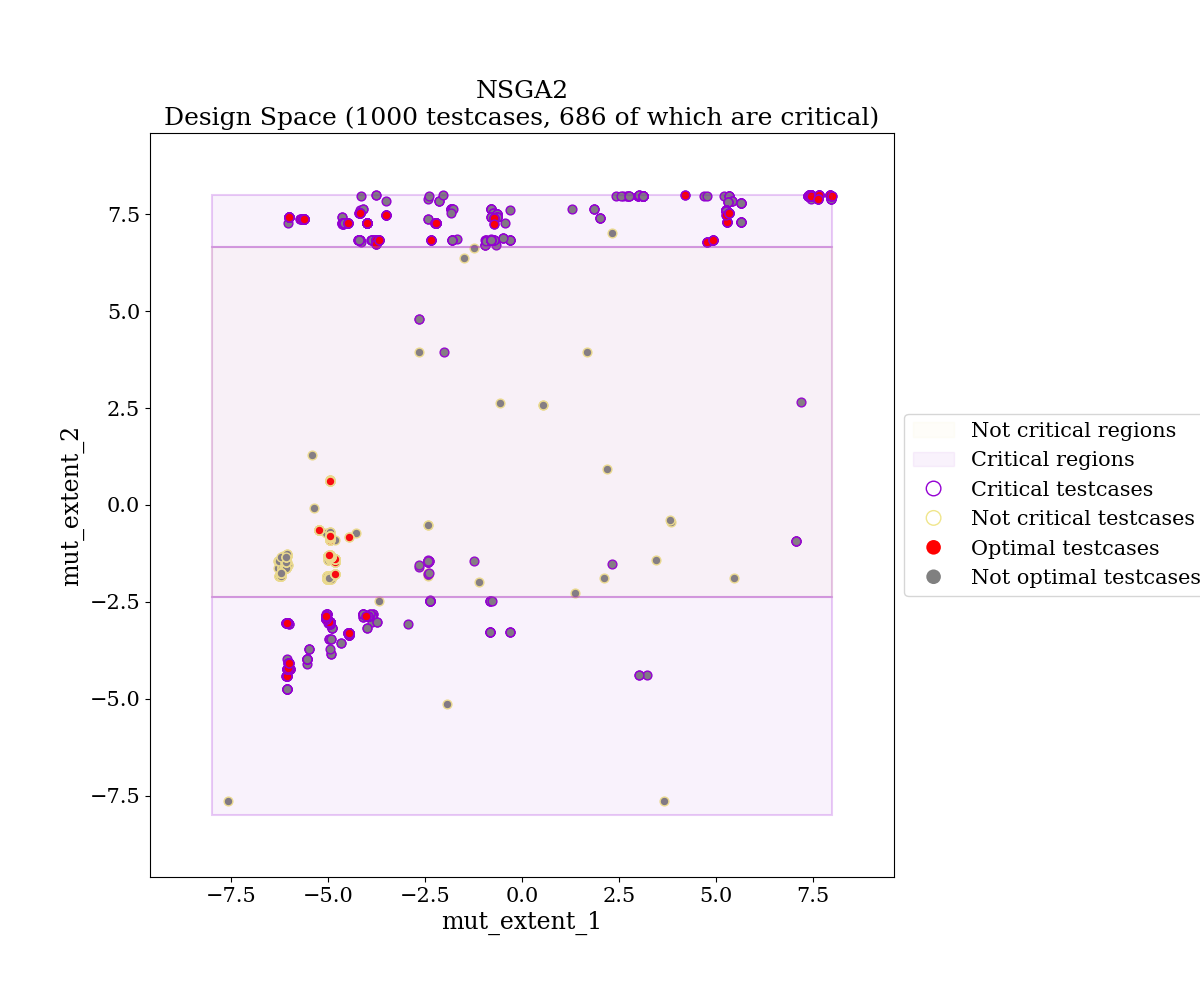 NSGA2
Design Space (1000 testcases, 686 of which are critical)
7.5
5.0
2.5
0.0
−2.5
−5.0
−7.5
mut_extent_2
−7.5
−5.0
−2.5
0.0
2.5
5.0
7.5
mut_extent_1
Not critical regions
Critical regions
Critical testcases
Not critical testcases
Optimal testcases
Not optimal testcases